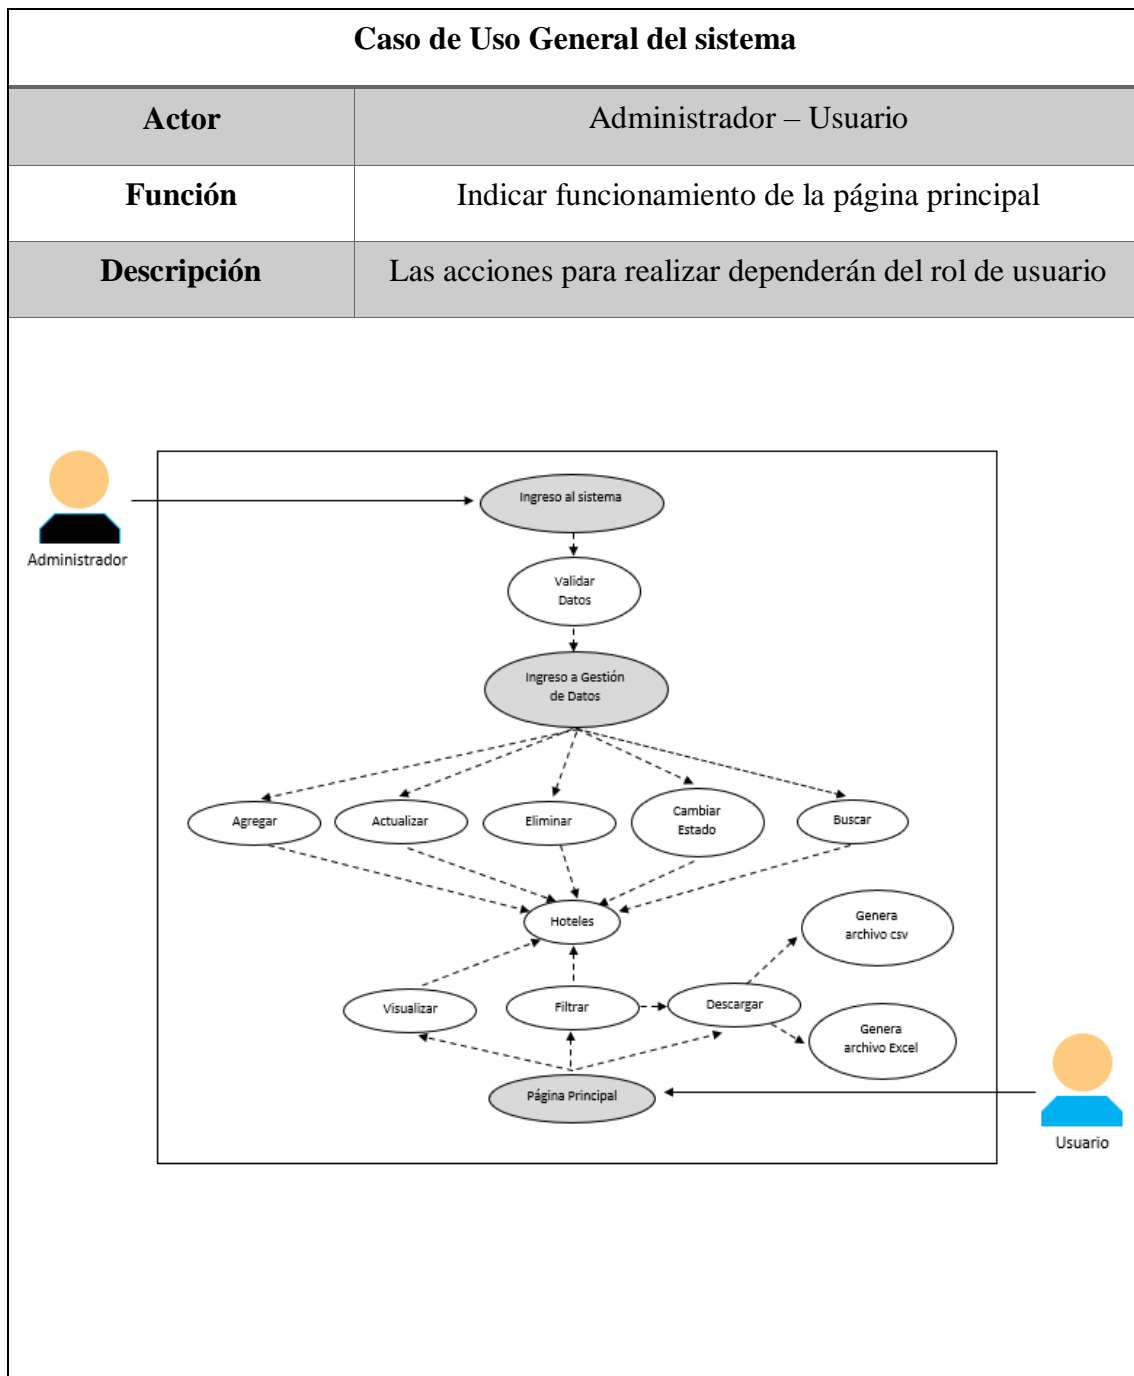 Caso de Uso General del sistema
Actor
Administrador – Usuario
Función
Indicar funcionamiento de la página principal
Descripción
Las acciones para realizar dependerán del rol de usuario
Administrador
Ingreso al sistema
Validar
Datos
Ingreso a Gestión
de Datos
Agregar
Actualizar
Eliminar
Cambiar
Estado
Buscar
Hoteles
Genera
archivo csv
Visualizar
Filtrar
Descargar
Genera
archivo Excel
Página Principal
Usuario